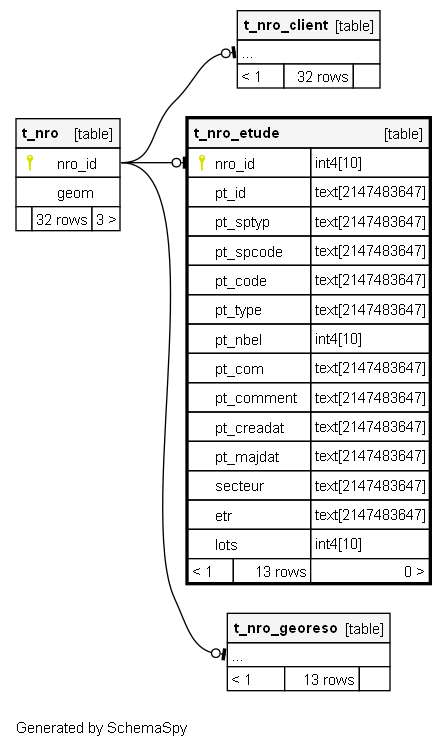 t_nro_client [table]
...
< 1 32 rows
t_nro [table]
nro_id
geom
32 rows 3 >
t_nro_etude [table]
nro_id int4[10]
pt_id text[2147483647]
pt_sptyp text[2147483647]
pt_spcode text[2147483647]
pt_code text[2147483647]
pt_type text[2147483647]
pt_nbel int4[10]
pt_com text[2147483647]
pt_comment text[2147483647]
pt_creadat text[2147483647]
pt_majdat text[2147483647]
secteur text[2147483647]
etr text[2147483647]
lots int4[10]
< 1 13 rows 0 >
t_nro_georeso [table]
...
< 1 13 rows
Generated by SchemaSpy